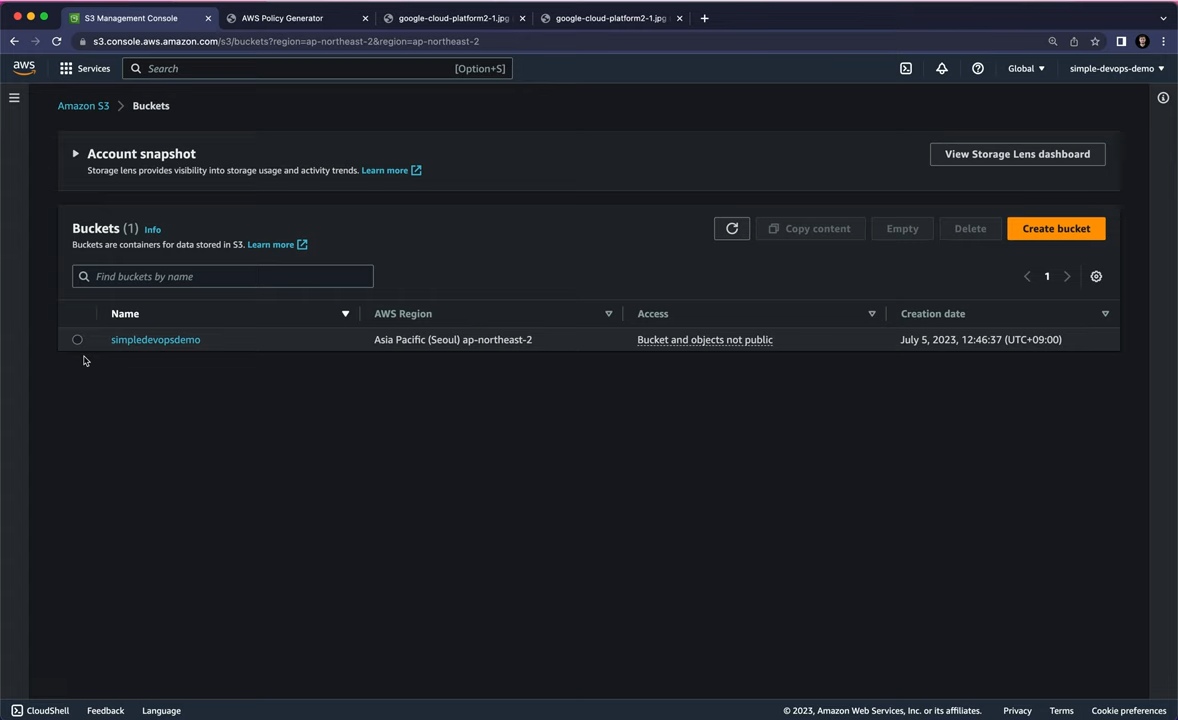 S3 Management Console
AWS Policy Generator
google-cloud-platform2-1.jpg
google-cloud-platform2-1.jpg
s3.console.aws.amazon.com/s3/buckets?region=ap-northeast-2&region=ap-northeast-2
aws
Services
Search
[Option+S]
Global
simple-devops-demo
Amazon S3
Buckets
Account snapshot
View Storage Lens dashboard
Storage lens provides visibility into storage usage and activity trends. Learn more
Buckets (1) Info
Copy content
Empty
Delete
Create bucket
Buckets are containers for data stored in S3. Learn more
Find buckets by name
1
Name
AWS Region
Access
Creation date
simpledevopsdemo
Asia Pacific (Seoul) ap-northeast-2
Bucket and objects not public
July 5, 2023, 12:46:37 (UTC+09:00)
CloudShell
Feedback
Language
© 2023, Amazon Web Services, Inc. or its affiliates.
Privacy
Terms
Cookie preferences